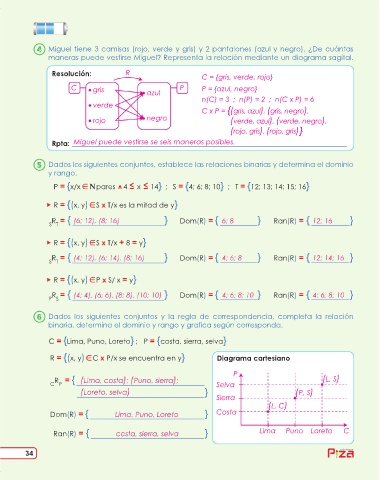 4 Miguel tiene 3 camisas (rojo, verde y gris) y 2 pantalones (azul y negro). ¿De cuántas
maneras puede vestirse Miguel? Representa la relación mediante un diagrama sagital.
Resolución:
R
C
P
• gris
• verde
• rojo
azul
negro
C = {gris, verde, rojo}
P = {azul, negro}
n(C) = 3 ; n(P) = 2 ; n(C x P) = 6
C x P = {(gris, azul), (gris, negro),
(verde, azul), (verde, negro),
(rojo, gris), (rojo, gris)}
Rpta: Miguel puede vestirse se seis maneras posibles.
5 Dados los siguientes conjuntos, establece las relaciones binarias y determina el dominio
y rango.
P = {x/x ∈ N pares ∧ 4 ≤ x ≤ 14} ; S = {4; 6; 8; 10} ; T = {12; 13; 14; 15; 16}
▸ R = {(x, y) ∈ S x T/x es la mitad de y}
SRT = { (6; 12), (8; 16) } Dom(R) = { 6; 8 } Ran(R) = { 12; 16 }
▸ R = {(x, y) ∈ S x T/x + 8 = y}
SRT = { (4; 12), (6; 14), (8; 16) } Dom(R) = { 4; 6; 8 } Ran(R) = { 12; 14; 16 }
▸ R = {(x, y) ∈ P x S/ x = y}
PRS = { (4; 4), (6; 6), (8; 8), (10; 10) } Dom(R) = { 4; 6; 8; 10 } Ran(R) = { 4; 6; 8; 10 }
6 Dados los siguientes conjuntos y la regla de correspondencia, completa la relación
binaria, determina el dominio y rango y grafica según corresponda.
C = {Lima, Puno, Loreto} ; P = {costa, sierra, selva}
R = {(x, y) ∈ C x P/x se encuentra en y}
CRP = { (Lima, costa); (Puno, sierra);
(Loreto, selva) }
Dom(R) = { Lima, Puno, Loreto }
Ran(R) = { costa, sierra, selva }
Diagrama cartesiano
P
Selva
Sierra
Costa
(L, S)
(P, S)
(L, C)
Lima Puno Loreto C
34